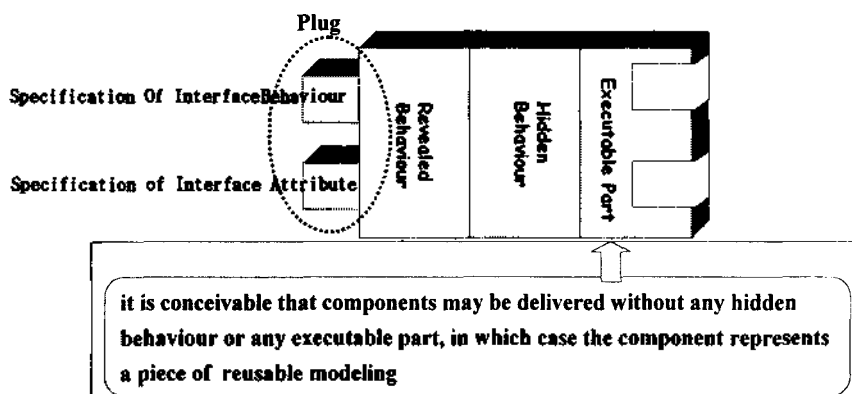 Plug
Specification Of InterfaceBehaviour
Specification of Interface Attribute
Revealed
Behaviour
Hidden
Behaviour
Executable Part
it is conceivable that components may be delivered without any hidden
behaviour or any executable part, in which case the component represents
a piece of reusable modeling